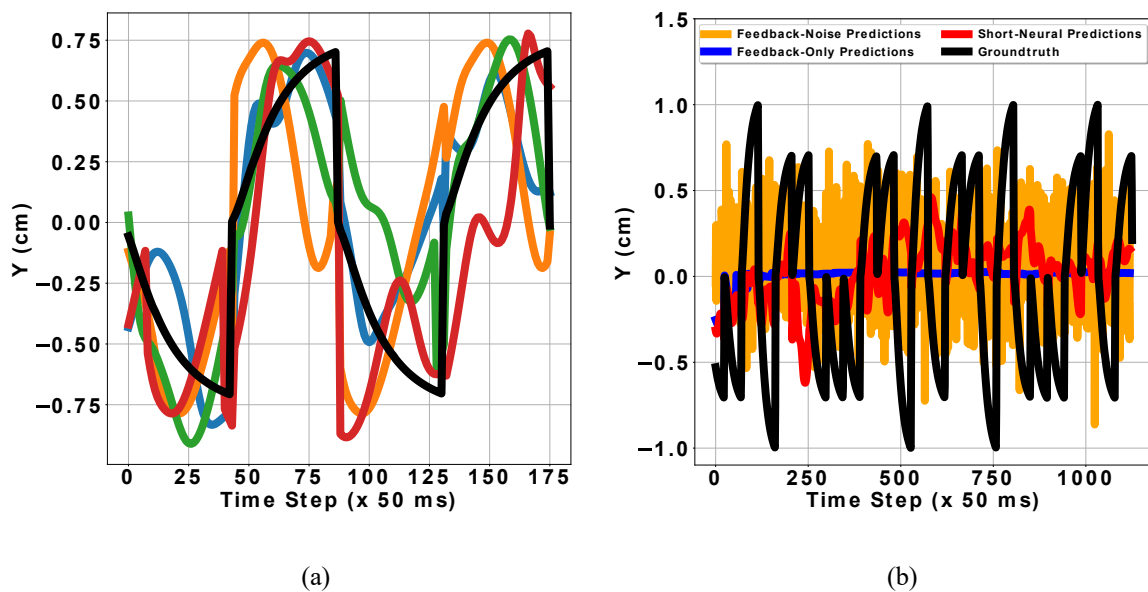 0.75
0.50
0.25
0.00
−0.25
−0.50
−0.75
Y (cm)
0 25 50 75 100 125 150 175
Time Step (x 50 ms)
(a)
1.5
1.0
0.5
0.0
−0.5
−1.0
Y (cm)
Feedback-Noise Predictions
Feedback-Only Predictions
Short-Neural Predictions
Groundtruth
0 250 500 750 1000
Time Step (x 50 ms)
(b)